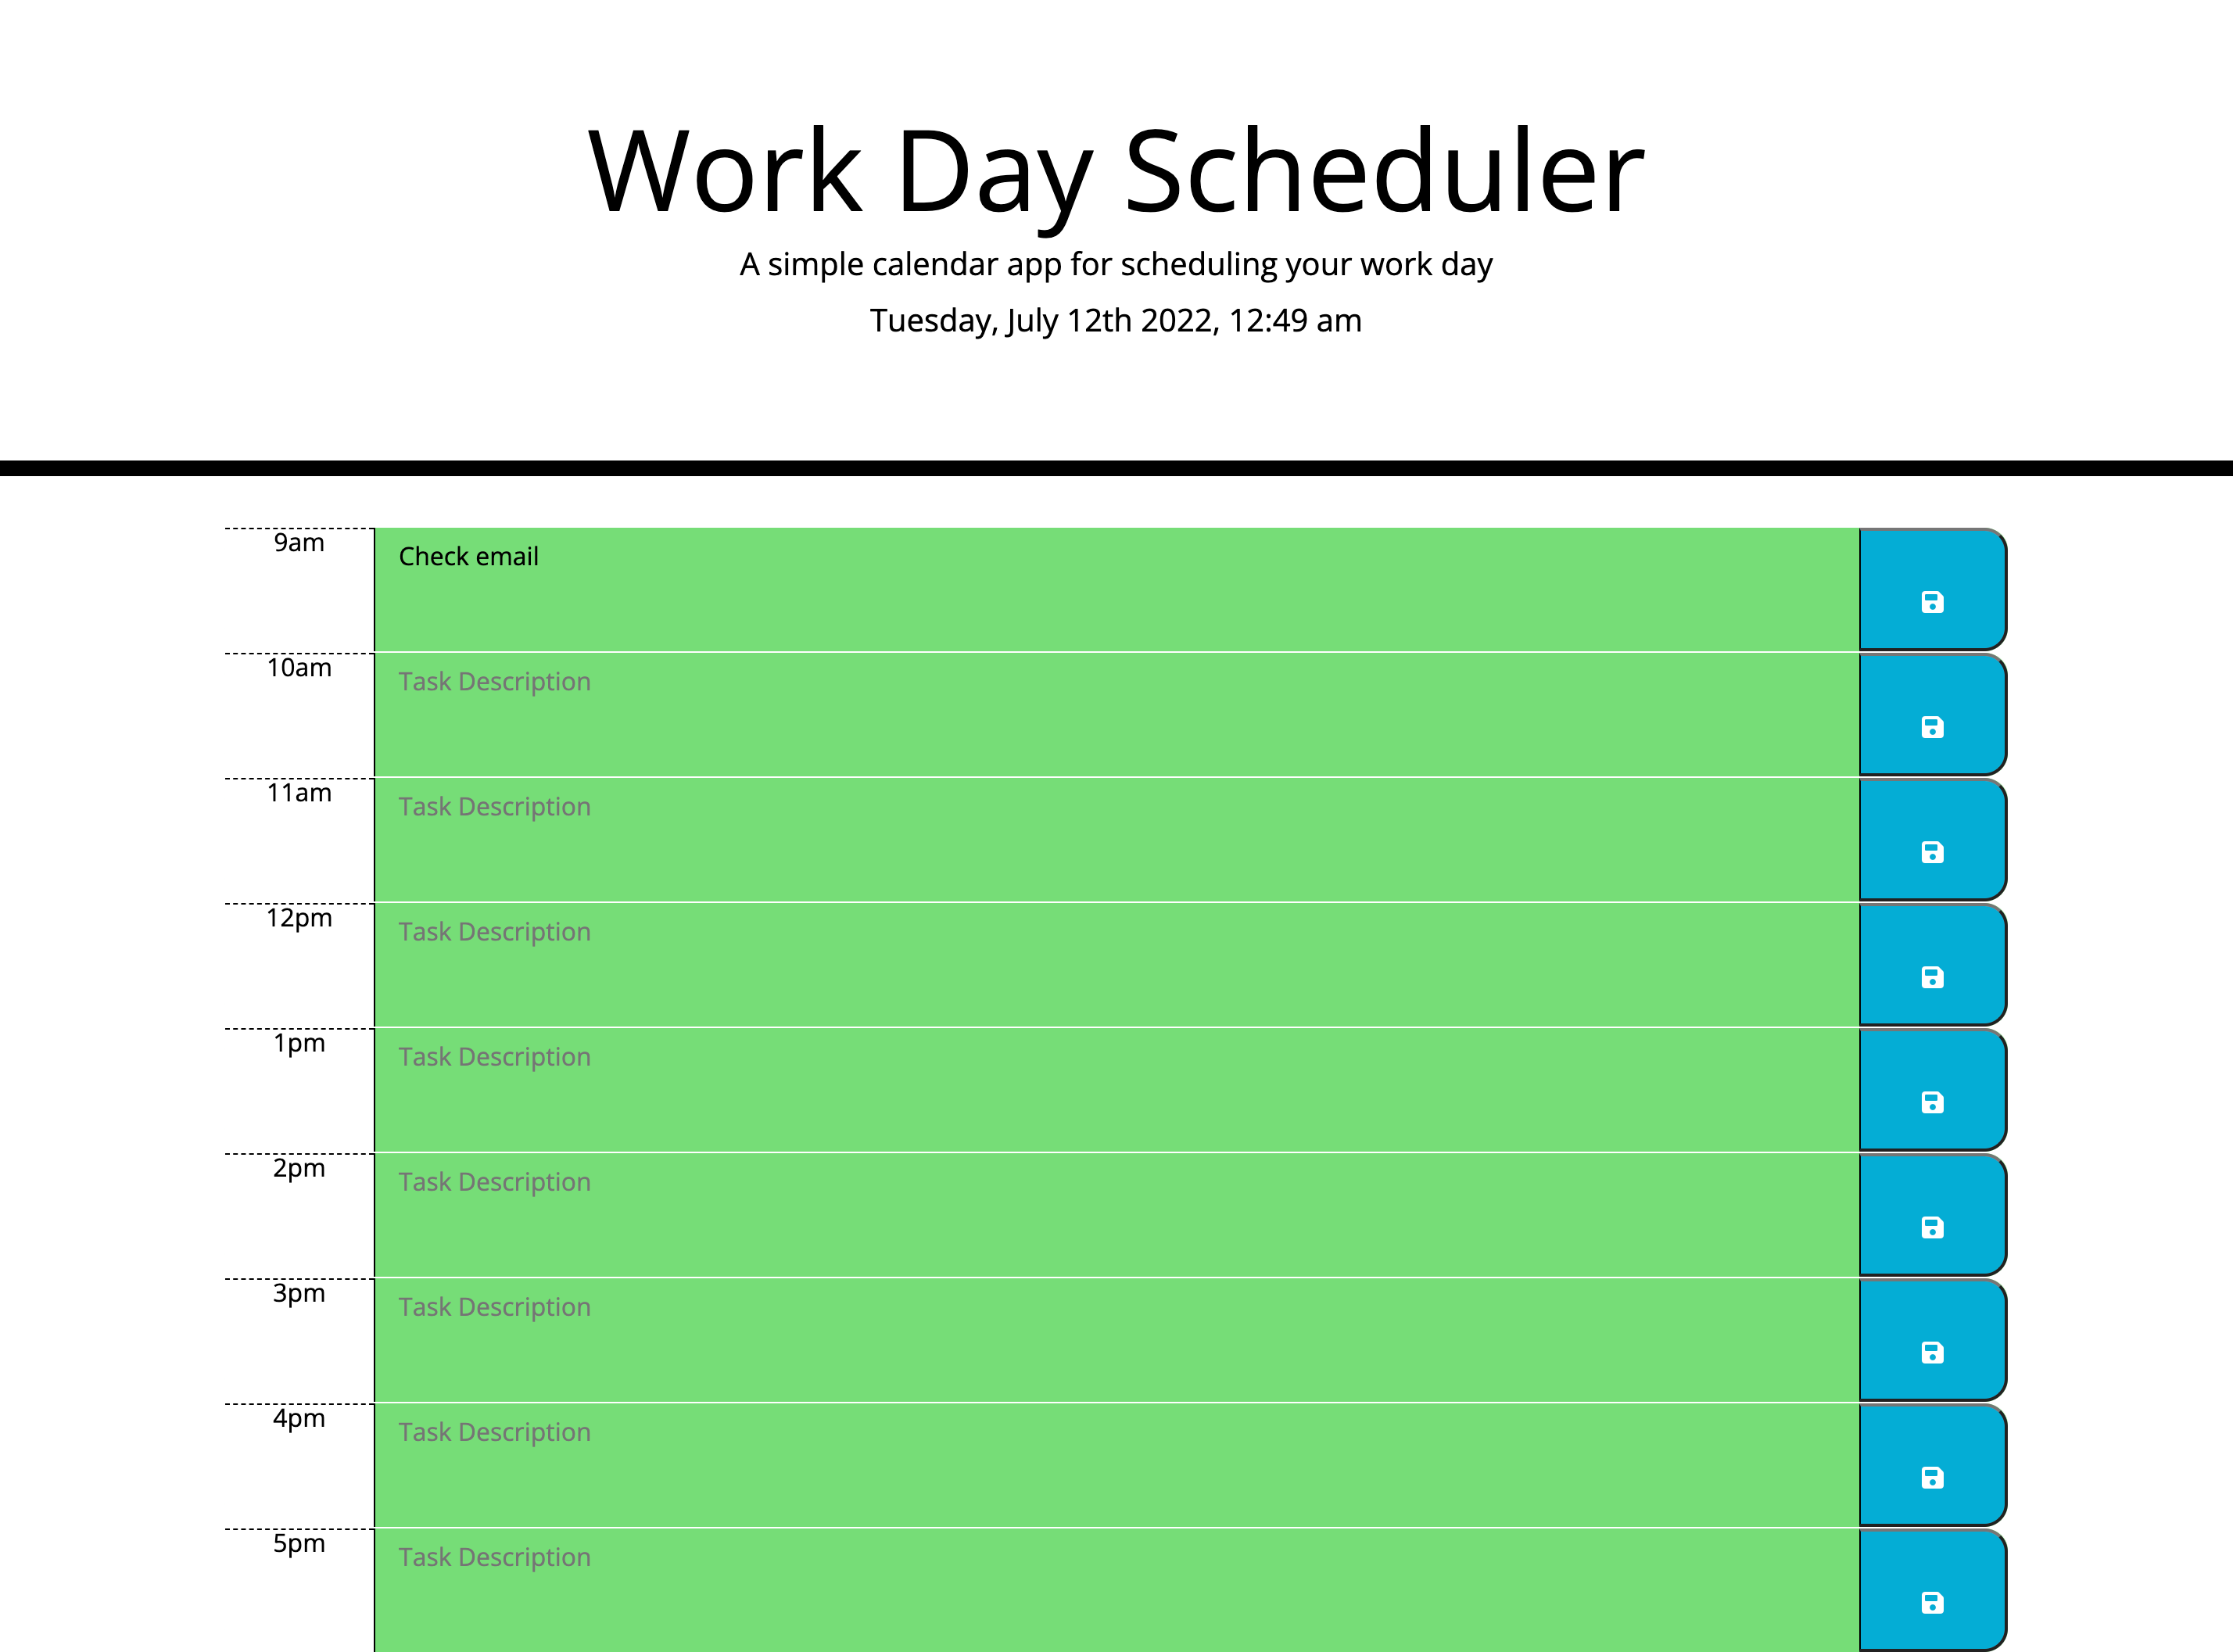 Work Day Scheduler
A simple calendar app for scheduling your work day
Tuesday, July 12th 2022, 12:49 am
9am
Check email
10am
Task Description
11am
Task Description
12pm
Task Description
1pm
Task Description
2pm
Task Description
3pm
Task Description
4pm
Task Description
5pm
Task Description